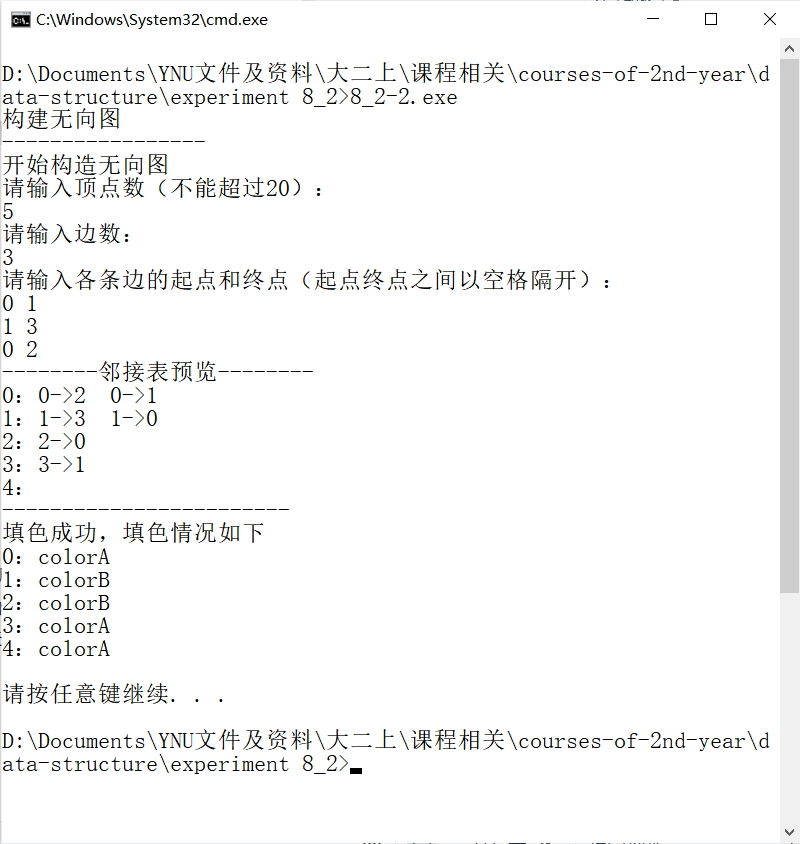 C:\Windows\System32\cmd.exe
D:\Documents\YNU文件及资料\大二上\课程相关\courses-of-2nd-year\d
ata-structure\experiment 8_2>8_2-2.exe
构建无向图
-----------------
开始构造无向图
请输入顶点数（不能超过20）：
5
请输入边数：
3
请输入各条边的起点和终点（起点终点之间以空格隔开）：
0 1
1 3
0 2
--------邻接表预览--------
0：0->2  0->1
1：1->3  1->0
2：2->0
3：3->1
4：
------------------------
填色成功，填色情况如下
0：colorA
1：colorB
2：colorB
3：colorA
4：colorA
请按任意键继续. . .
D:\Documents\YNU文件及资料\大二上\课程相关\courses-of-2nd-year\d
ata-structure\experiment 8_2>